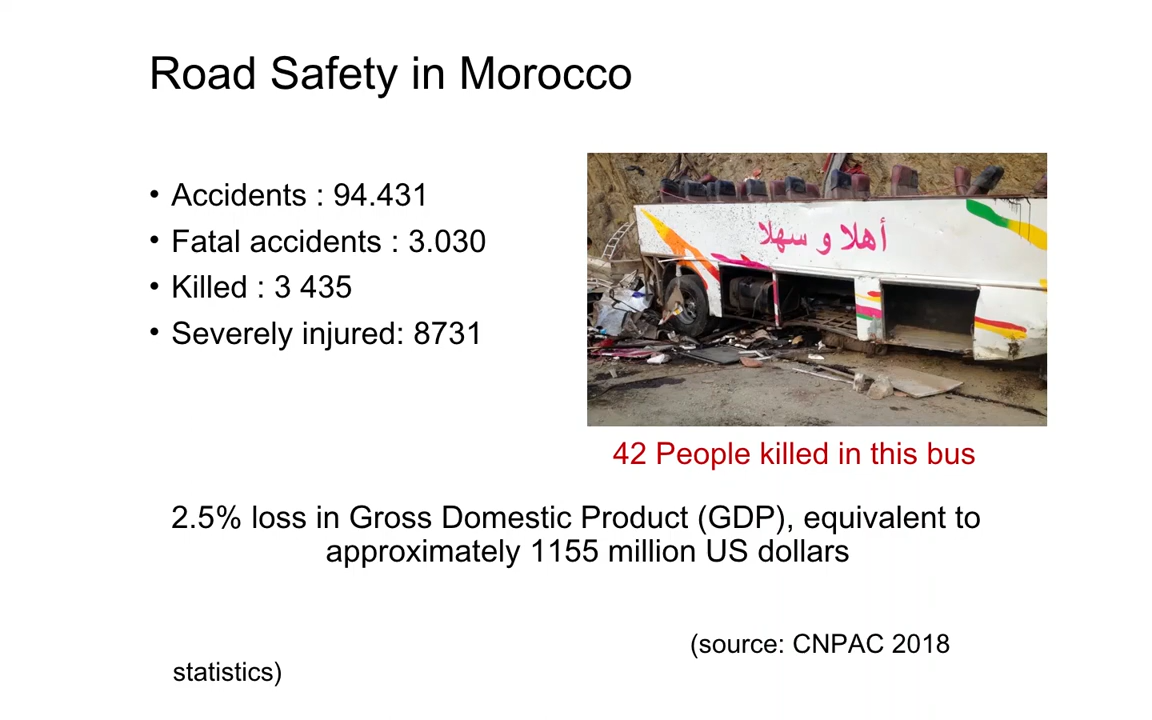 Road Safety in Morocco
• Accidents : 94.431
• Fatal accidents : 3.030
• Killed : 3 435
• Severely injured: 8731
أهلا و سهلا
42 People killed in this bus
2.5% loss in Gross Domestic Product (GDP), equivalent to
approximately 1155 million US dollars
(source: CNPAC 2018
statistics)